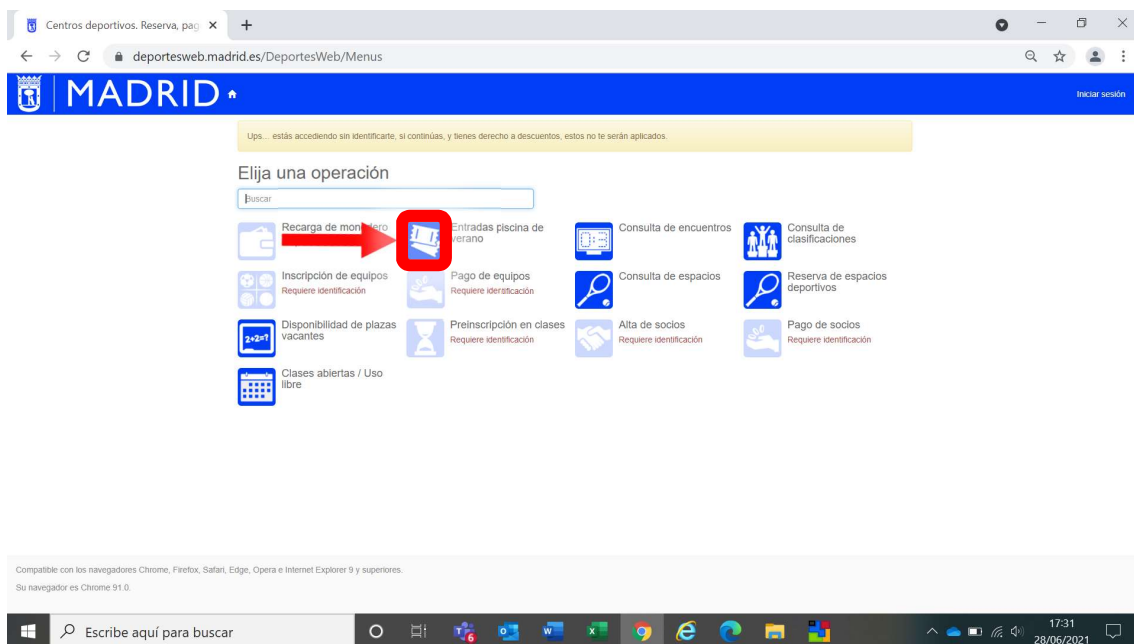 Centros deportivos. Reserva, pag
deportesweb.madrid.es/DeportesWeb/Menus
MADRID
Iniciar sesión
Ups... estás accediendo sin identificarte, si continúas, y tienes derecho a descuentos, estos no te serán aplicados.
Elija una operación
Buscar
Recarga de monedero
Entradas piscina de
verano
Consulta de encuentros
Consulta de
clasificaciones
Inscripción de equipos
Requiere identificación
Pago de equipos
Requiere identificación
Consulta de espacios
Reserva de espacios
deportivos
2+2=?
Disponibilidad de plazas
vacantes
Preinscripción en clases
Requiere identificación
Alta de socios
Requiere identificación
Pago de socios
Requiere identificación
Clases abiertas / Uso
libre
Compatible con los navegadores Chrome, Firefox, Safari, Edge, Opera e Internet Explorer 9 y superiores.
Su navegador es Chrome 91.0.
Escribe aquí para buscar
17:31
28/06/2021